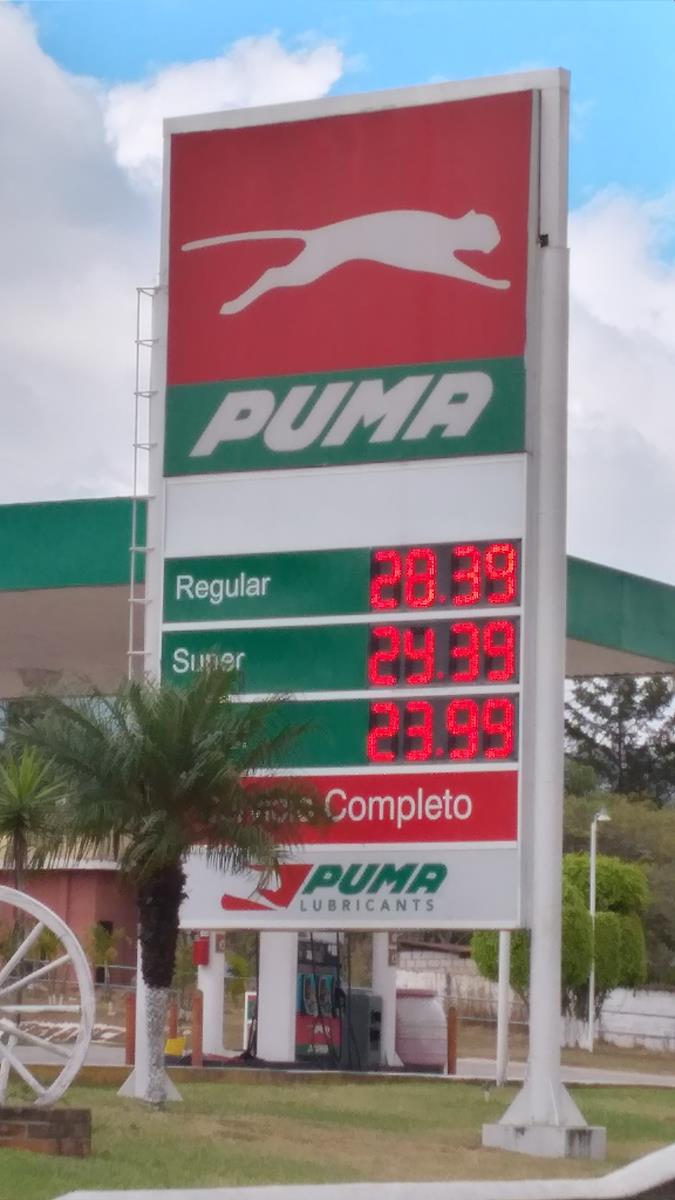 PUMA
Regular 28.39
Super 24.39
23.99
Completo
PUMA
LUBRICANTS